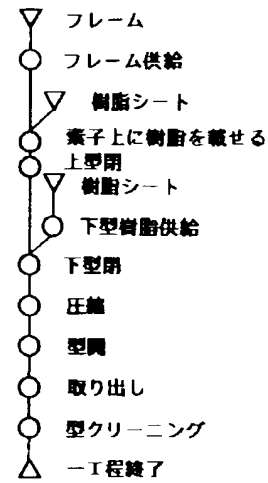 フレーム
フレーム供給
樹脂シート
素子上に樹脂を載せる
上型閉
樹脂シート
下型樹脂供給
下型閉
圧縮
型開
取り出し
型クリーニング
一工程終了